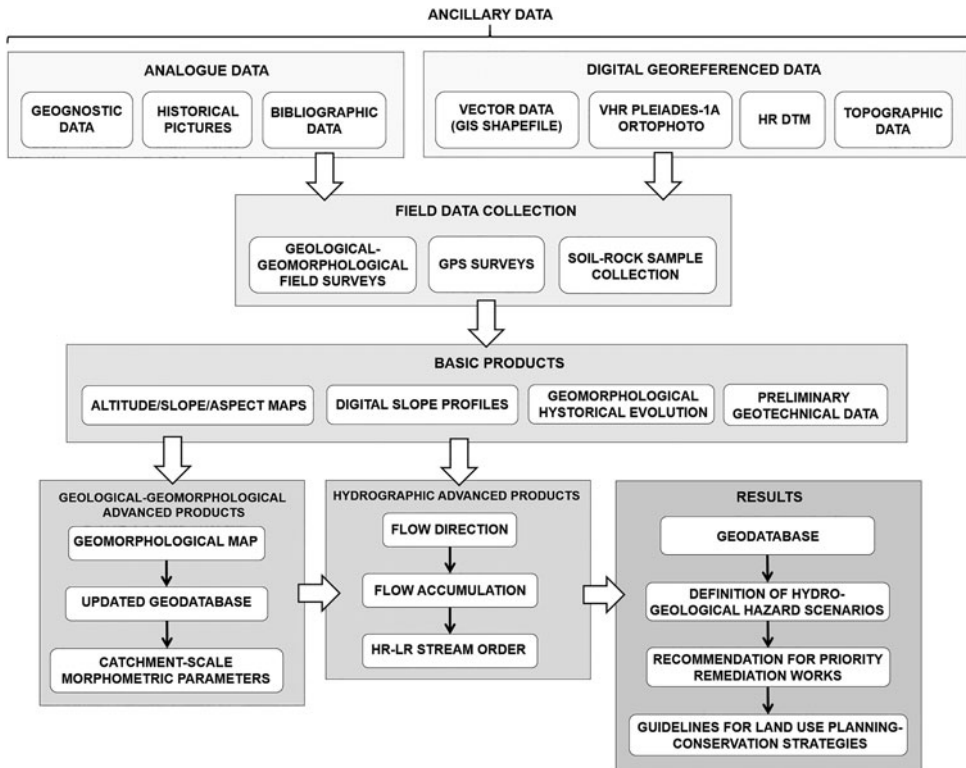 ANCILLARY DATA
ANALOGUE DATA
GEOGNOSTIC
DATA
HISTORICAL
PICTURES
BIBLIOGRAPHIC
DATA
DIGITAL GEOREFERENCED DATA
VECTOR DATA
(GIS SHAPEFILE)
VHR PLEIADES-1A
ORTOPHOTO
HR DTM
TOPOGRAPHIC
DATA
FIELD DATA COLLECTION
GEOLOGICAL-
GEOMORPHOLOGICAL
FIELD SURVEYS
GPS SURVEYS
SOIL-ROCK SAMPLE
COLLECTION
BASIC PRODUCTS
ALTITUDE/SLOPE/ASPECT MAPS
DIGITAL SLOPE PROFILES
GEOMORPHOLOGICAL
HYSTORICAL EVOLUTION
PRELIMINARY
GEOTECHNICAL DATA
GEOLOGICAL-GEOMORPHOLOGICAL
ADVANCED PRODUCTS
GEOMORPHOLOGICAL MAP
UPDATED GEODATABASE
CATCHMENT-SCALE
MORPHOMETRIC PARAMETERS
HYDROGRAPHIC ADVANCED PRODUCTS
FLOW DIRECTION
FLOW ACCUMULATION
HR-LR STREAM ORDER
RESULTS
GEODATABASE
DEFINITION OF HYDRO-
GEOLOGICAL HAZARD SCENARIOS
RECOMMENDATION FOR PRIORITY
REMEDIATION WORKS
GUIDELINES FOR LAND USE PLANNING-
CONSERVATION STRATEGIES